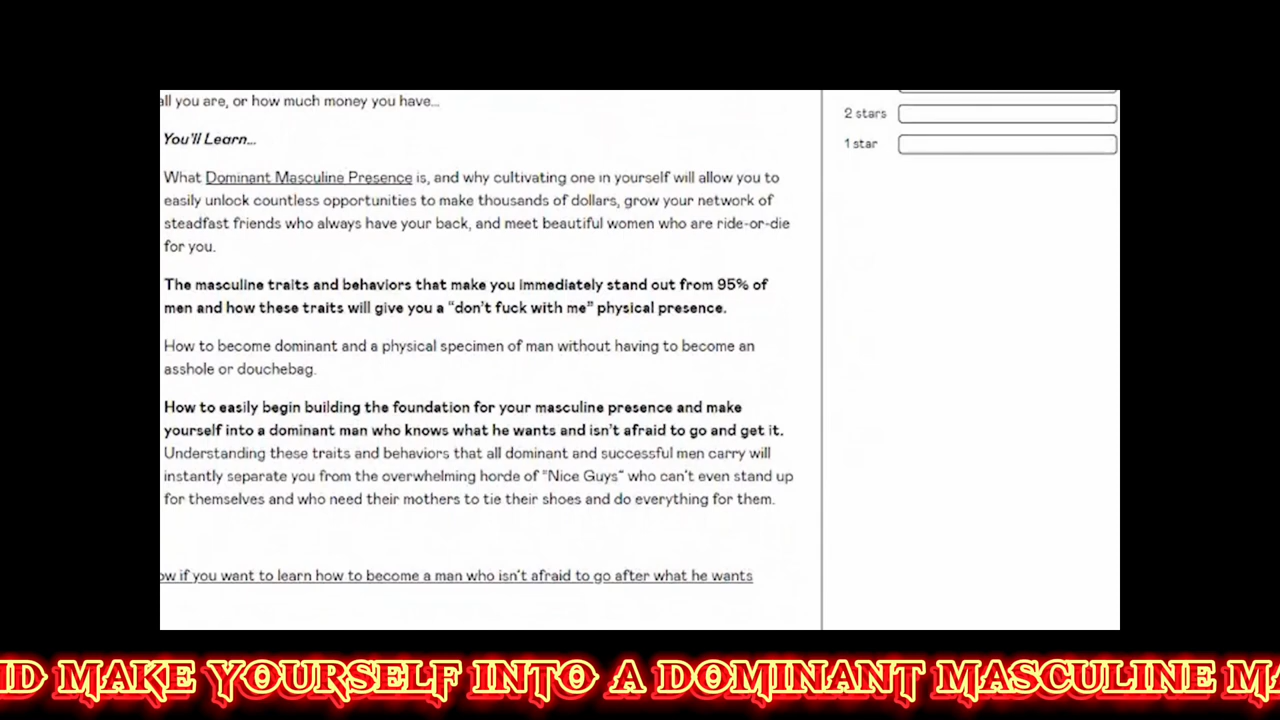 all you are, or how much money you have...
You'll Learn...
What Dominant Masculine Presence is, and why cultivating one in yourself will allow you to
easily unlock countless opportunities to make thousands of dollars, grow your network of
steadfast friends who always have your back, and meet beautiful women who are ride-or-die
for you.
The masculine traits and behaviors that make you immediately stand out from 95% of
men and how these traits will give you a “don't fuck with me” physical presence.
How to become dominant and a physical specimen of man without having to become an
asshole or douchebag.
How to easily begin building the foundation for your masculine presence and make
yourself into a dominant man who knows what he wants and isn't afraid to go and get it.
Understanding these traits and behaviors that all dominant and successful men carry will
instantly separate you from the overwhelming horde of "Nice Guys" who can't even stand up
for themselves and who need their mothers to tie their shoes and do everything for them.
ow if you want to learn how to become a man who isn't afraid to go after what he wants
2 stars
1 star
ND MAKE YOURSELF INTO A DOMINANT MASCULINE MA